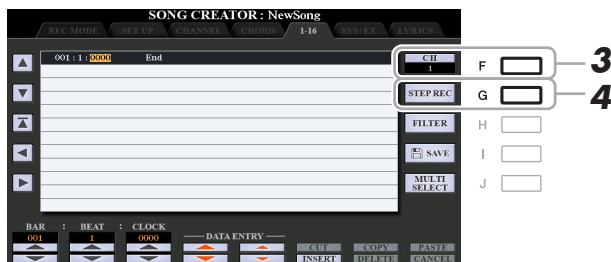 SONG CREATOR : NewSong
REC MODE SET UP CHANNEL CHORD 1-16 SYS/EX. LYRICS
001 : 1 : 0000 End
CH
1
F
3
STEP REC
G
4
FILTER
H
SAVE
I
MULTI
SELECT
J
BAR : BEAT : CLOCK
001 1 0000
DATA ENTRY
CUT COPY PASTE
INSERT DELETE CANCEL